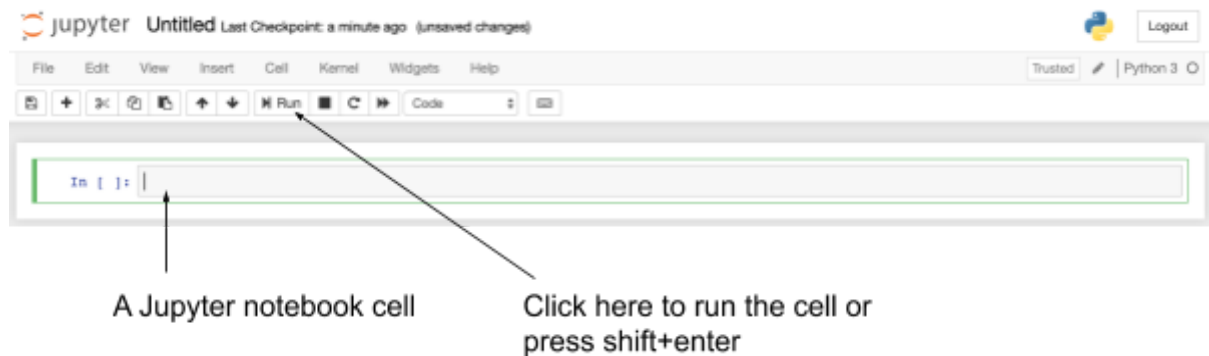 jupyter Untitled Last Checkpoint: a minute ago (unsaved changes) Logout
File Edit View Insert Cell Kernel Widgets Help Trusted Python 3
Run Code
In [ ]:
A Jupyter notebook cell
Click here to run the cell or
press shift+enter